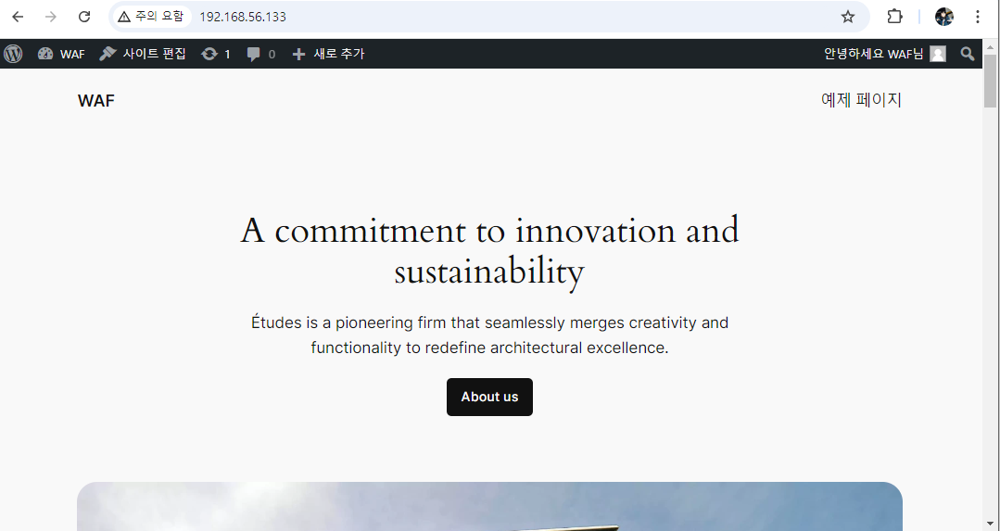 주의 요함 192.168.56.133
WAF 사이트 편집 1 0 새로 추가 안녕하세요 WAF님
WAF 예제 페이지
A commitment to innovation and
sustainability
Études is a pioneering firm that seamlessly merges creativity and
functionality to redefine architectural excellence.
About us